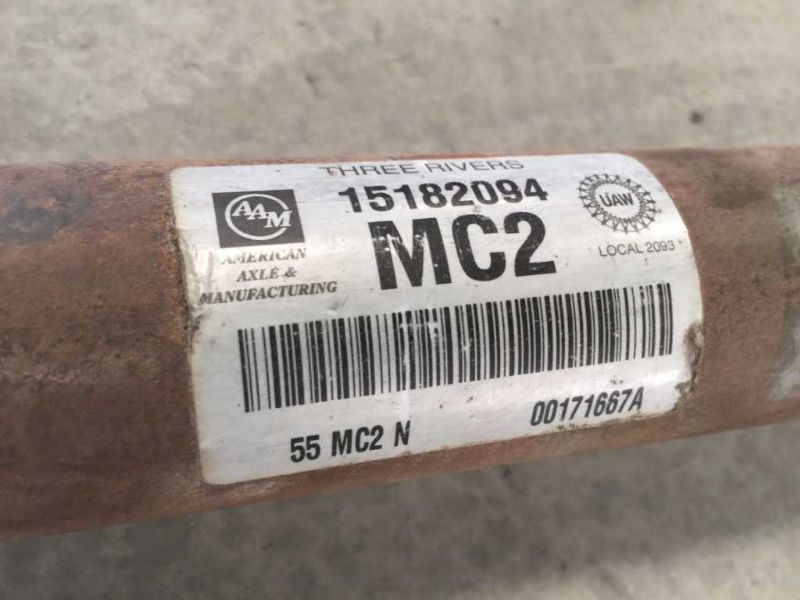 THREE RIVERS
15182094
AAM
UAW
MC2
AMERICAN
AXLE &
MANUFACTURING
LOCAL 2093
55 MC2 N
00171667A